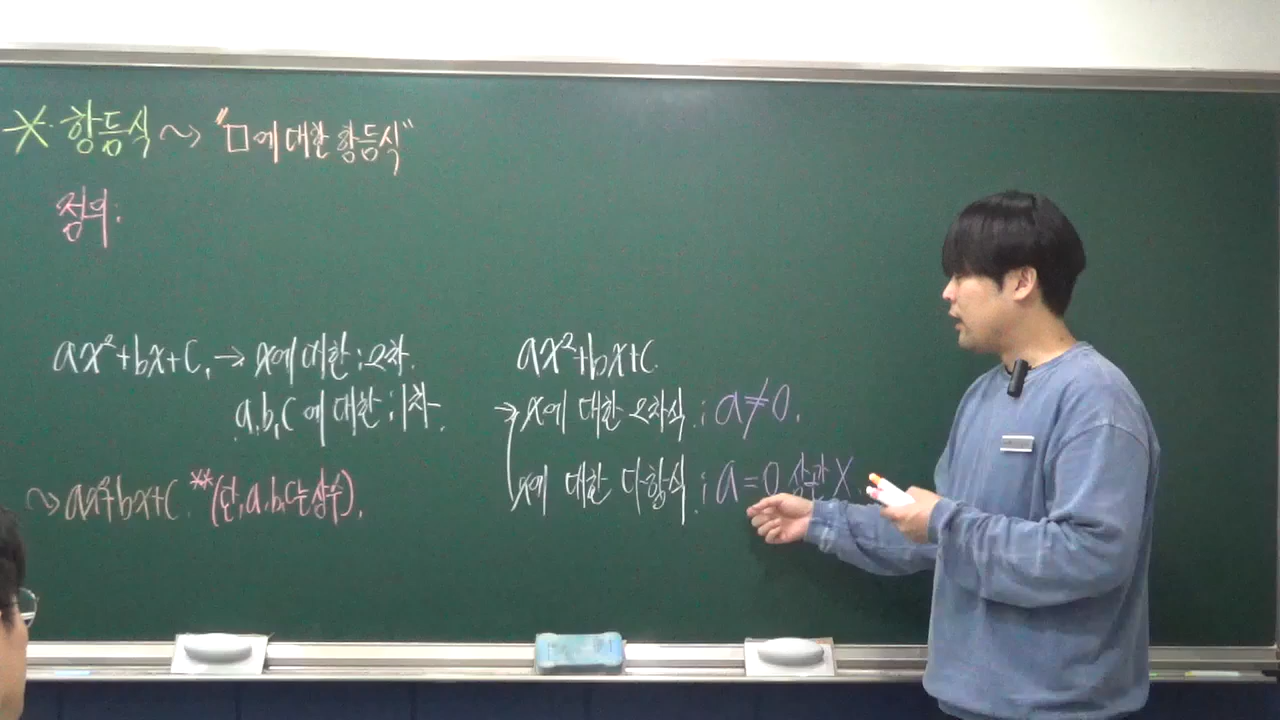 * 항등식 ~> "□에 대한 항등식"
정의:
ax²+bx+c. → x에 대한 ; 2차.
a.b.c 에 대한 ; 1차.
~> ax²+bx+c. **(단, a.b.c는 상수).
ax²+bx+c.
→ x에 대한 2차식. ; a≠0.
x에 대한 다항식. ; a=0 상관 X.